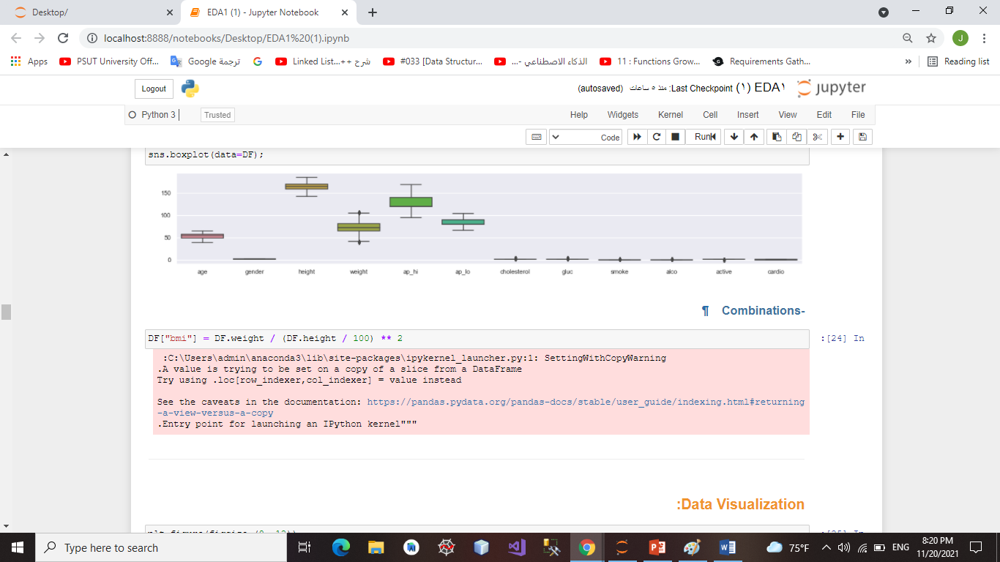 Desktop/
EDA1 (1) - Jupyter Notebook
localhost:8888/notebooks/Desktop/EDA1%20(1).ipynb
J
Apps
PSUT University Off...
Google ترجمة
Linked List...++ شرح
#033 [Data Structur...
الذكاء الاصطناعي -...
11 : Functions Grow...
Requirements Gath...
»
Reading list
Logout
(autosaved) منذ ٥ ساعات :Last Checkpoint (١) EDA١
jupyter
Python 3
Trusted
Help
Widgets
Kernel
Cell
Insert
View
Edit
File
Code
Run
sns.boxplot(data=DF);
150
100
50
0
age gender height weight ap_hi ap_lo cholesterol gluc smoke alco active cardio
¶ Combinations-
DF["bmi"] = DF.weight / (DF.height / 100) ** 2
:[24] In
:C:\Users\admin\anaconda3\lib\site-packages\ipykernel_launcher.py:1: SettingWithCopyWarning
.A value is trying to be set on a copy of a slice from a DataFrame
Try using .loc[row_indexer,col_indexer] = value instead
See the caveats in the documentation: https://pandas.pydata.org/pandas-docs/stable/user_guide/indexing.html#returning
-a-view-versus-a-copy
.Entry point for launching an IPython kernel"""
:Data Visualization
Type here to search
75°F
ENG
8:20 PM
11/20/2021